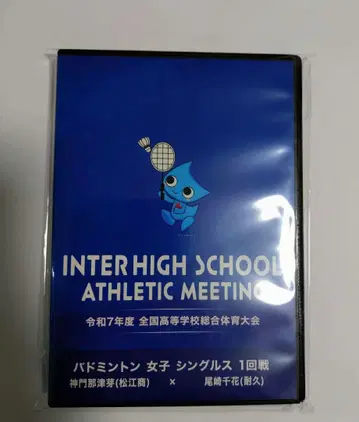 INTER HIGH SCHOOL
ATHLETIC MEETING
令和7年度 全国高等学校総合体育大会
バドミントン 女子 シングルス 1回戦
神門那津芽(松江商) × 尾崎千花(耐久)